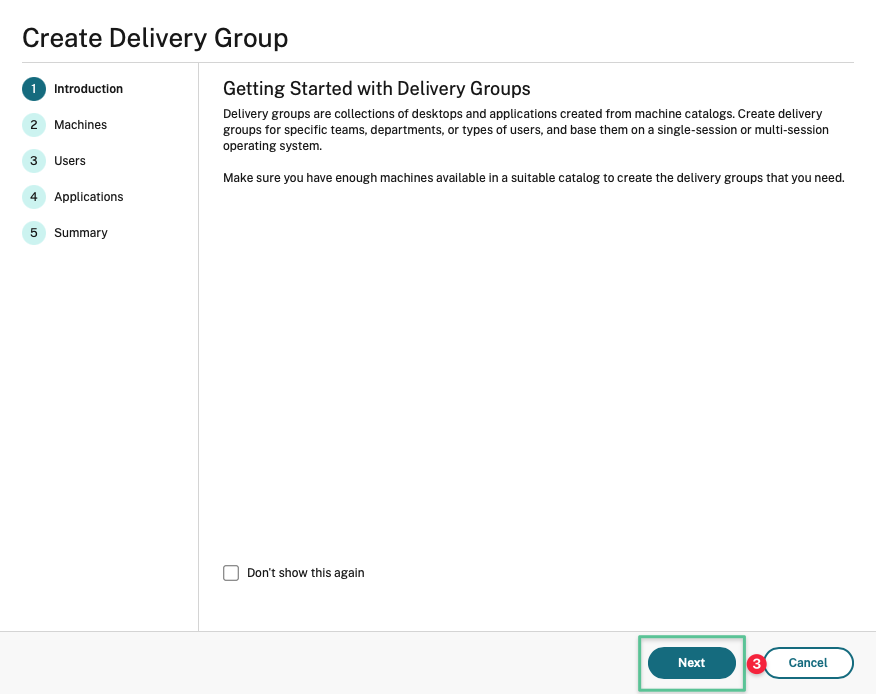 Create Delivery Group
1 Introduction
2 Machines
3 Users
4 Applications
5 Summary
Getting Started with Delivery Groups
Delivery groups are collections of desktops and applications created from machine catalogs. Create delivery
groups for specific teams, departments, or types of users, and base them on a single-session or multi-session
operating system.
Make sure you have enough machines available in a suitable catalog to create the delivery groups that you need.
Don't show this again
Next 3 Cancel